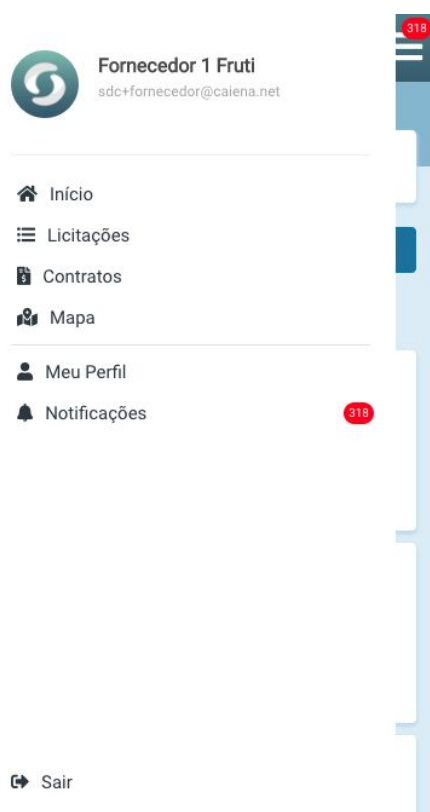 318
Fornecedor 1 Fruti
sdc+fornecedor@caiena.net
Início
Licitações
Contratos
Mapa
Meu Perfil
Notificações 318
Sair